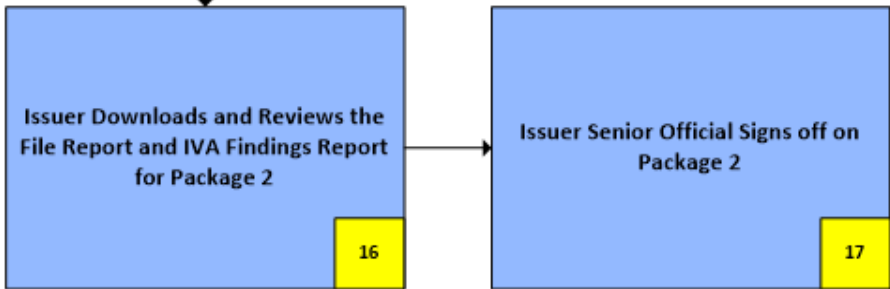 Issuer Downloads and Reviews the
File Report and IVA Findings Report
for Package 2
16
Issuer Senior Official Signs off on
Package 2
17